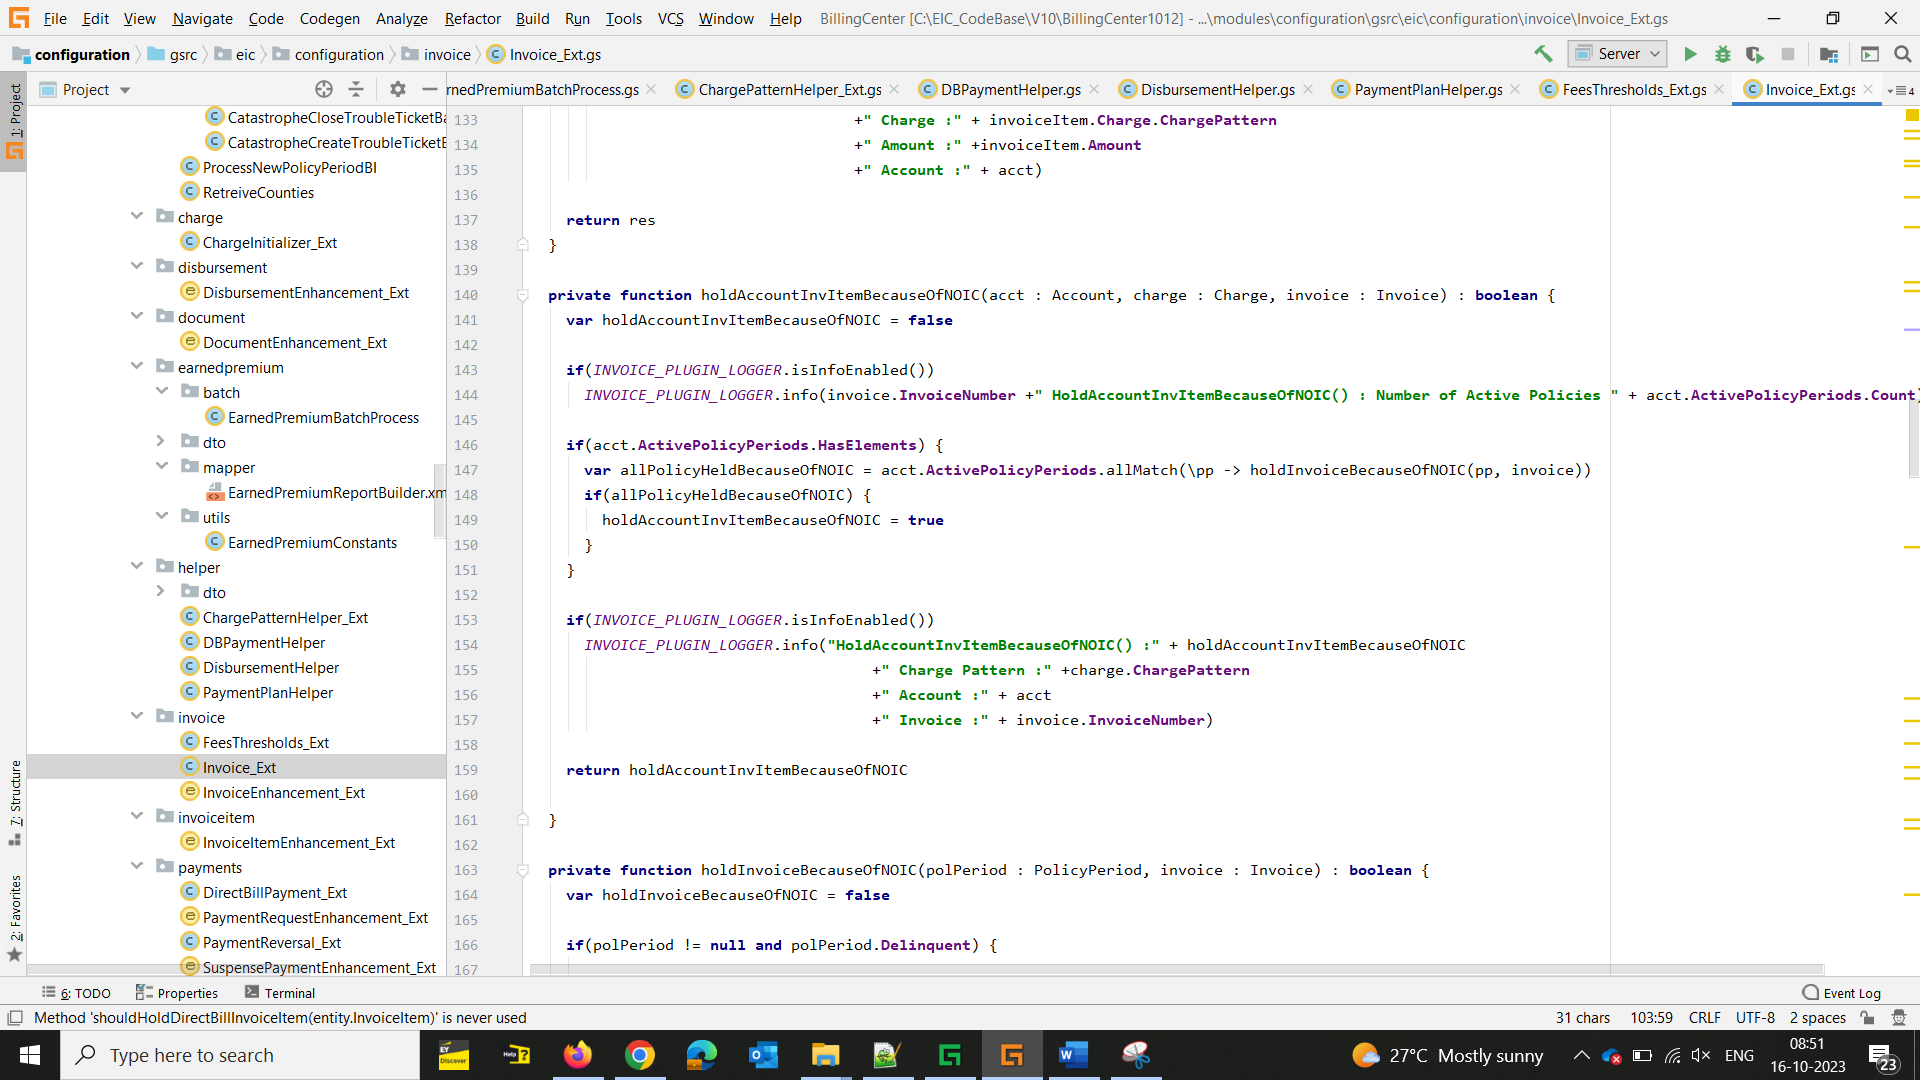 File Edit View Navigate Code Codegen Analyze Refactor Build Run Tools VCS Window Help BillingCenter [C:\EIC_CodeBase\V10\BillingCenter1012] - ...\modules\configuration\gsrc\eic\configuration\invoice\Invoice_Ext.gs
configuration gsrc eic configuration invoice Invoice_Ext.gs Server
Project rnedPremiumBatchProcess.gs ChargePatternHelper_Ext.gs DBPaymentHelper.gs DisbursementHelper.gs PaymentPlanHelper.gs FeesThresholds_Ext.gs Invoice_Ext.gs 4
1: Project
7: Structure
2: Favorites
CatastropheCloseTroubleTicketBa
CatastropheCreateTroubleTicketB
ProcessNewPolicyPeriodBI
RetreiveCounties
charge
ChargeInitializer_Ext
disbursement
DisbursementEnhancement_Ext
document
DocumentEnhancement_Ext
earnedpremium
batch
EarnedPremiumBatchProcess
dto
mapper
EarnedPremiumReportBuilder.xm
utils
EarnedPremiumConstants
helper
dto
ChargePatternHelper_Ext
DBPaymentHelper
DisbursementHelper
PaymentPlanHelper
invoice
FeesThresholds_Ext
Invoice_Ext
InvoiceEnhancement_Ext
invoiceitem
InvoiceItemEnhancement_Ext
payments
DirectBillPayment_Ext
PaymentRequestEnhancement_Ext
PaymentReversal_Ext
SuspensePaymentEnhancement_Ext
133 +" Charge :" + invoiceItem.Charge.ChargePattern
134 +" Amount :" +invoiceItem.Amount
135 +" Account :" + acct)
136
137 return res
138 }
139
140 private function holdAccountInvItemBecauseOfNOIC(acct : Account, charge : Charge, invoice : Invoice) : boolean {
141 var holdAccountInvItemBecauseOfNOIC = false
142
143 if(INVOICE_PLUGIN_LOGGER.isInfoEnabled())
144 INVOICE_PLUGIN_LOGGER.info(invoice.InvoiceNumber +" HoldAccountInvItemBecauseOfNOIC() : Number of Active Policies " + acct.ActivePolicyPeriods.Count)
145
146 if(acct.ActivePolicyPeriods.HasElements) {
147 var allPolicyHeldBecauseOfNOIC = acct.ActivePolicyPeriods.allMatch(\pp -> holdInvoiceBecauseOfNOIC(pp, invoice))
148 if(allPolicyHeldBecauseOfNOIC) {
149 holdAccountInvItemBecauseOfNOIC = true
150 }
151 }
152
153 if(INVOICE_PLUGIN_LOGGER.isInfoEnabled())
154 INVOICE_PLUGIN_LOGGER.info("HoldAccountInvItemBecauseOfNOIC() :" + holdAccountInvItemBecauseOfNOIC
155 +" Charge Pattern :" +charge.ChargePattern
156 +" Account :" + acct
157 +" Invoice :" + invoice.InvoiceNumber)
158
159 return holdAccountInvItemBecauseOfNOIC
160
161 }
162
163 private function holdInvoiceBecauseOfNOIC(polPeriod : PolicyPeriod, invoice : Invoice) : boolean {
164 var holdInvoiceBecauseOfNOIC = false
165
166 if(polPeriod != null and polPeriod.Delinquent) {
167
6: TODO Properties Terminal Event Log
Method 'shouldHoldDirectBillInvoiceItem(entity.InvoiceItem)' is never used 31 chars 103:59 CRLF UTF-8 2 spaces
Type here to search EY Discover Help ? 27°C Mostly sunny ENG 08:51
16-10-2023 23